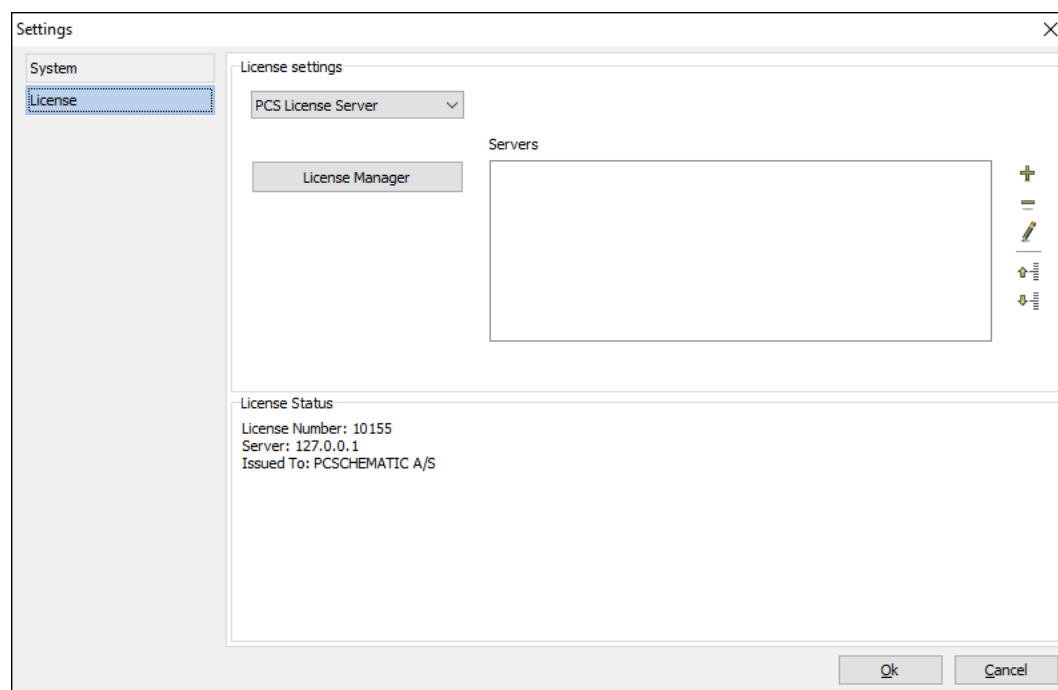 Settings
System
License
License settings
PCS License Server
Servers
License Manager
License Status
License Number: 10155
Server: 127.0.0.1
Issued To: PCSCHEMATIC A/S
Ok
Cancel